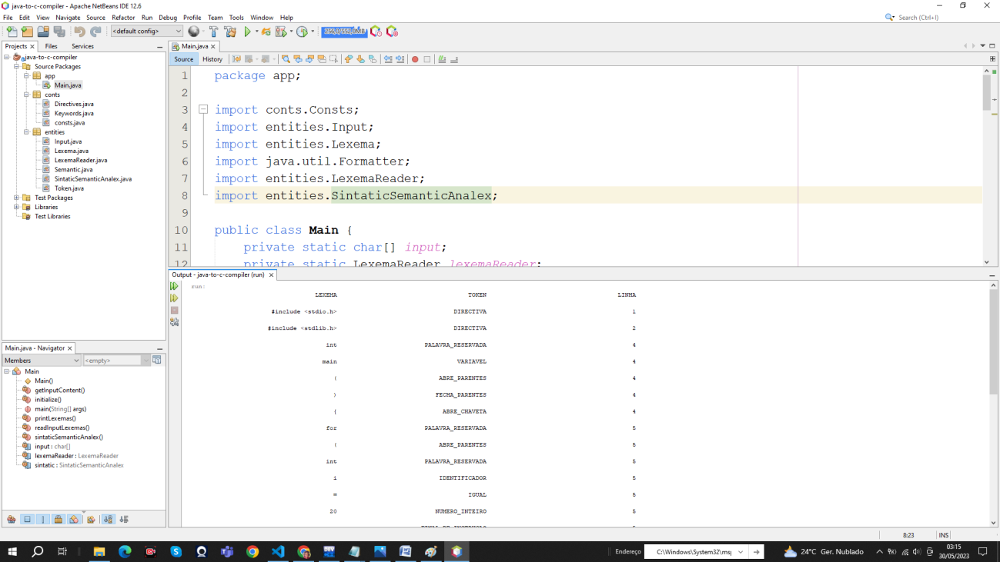 java-to-c-compiler - Apache NetBeans IDE 12.6
File Edit View Navigate Source Refactor Run Debug Profile Team Tools Window Help
Search (Ctrl+I)
<default config>
Projects Files Services
java-to-c-compiler
Source Packages
app
Main.java
conts
Directives.java
Keywords.java
consts.java
entities
Input.java
Lexema.java
LexemaReader.java
Semantic.java
SintaticSemanticAnalex.java
Token.java
Test Packages
Libraries
Test Libraries
Main.java - Navigator
Members <empty>
Main
Main()
getInputContent()
initialize()
main(String[] args)
printLexemas()
readInputLexemas()
sintaticSemanticAnalex()
input : char[]
lexemaReader : LexemaReader
sintatic : SintaticSemanticAnalex
Main.java
Source History
1 package app;
2
3 import conts.Consts;
4 import entities.Input;
5 import entities.Lexema;
6 import java.util.Formatter;
7 import entities.LexemaReader;
8 import entities.SintaticSemanticAnalex;
9
10 public class Main {
11 private static char[] input;
12 private static LexemaReader lexemaReader;
Output - java-to-c-compiler (run)
run:
LEXEMA TOKEN LINHA
#include <stdio.h> DIRECTIVA 1
#include <stdlib.h> DIRECTIVA 2
int PALAVRA_RESERVADA 4
main VARIAVEL 4
( ABRE_PARENTES 4
) FECHA_PARENTES 4
{ ABRE_CHAVETA 4
for PALAVRA_RESERVADA 5
( ABRE_PARENTES 5
int PALAVRA_RESERVADA 5
i IDENTIFICADOR 5
= IGUAL 5
20 NUMERO_INTEIRO 5
8:23 INS
Endereço C:\Windows\System32\ms
24°C Ger. Nublado
03:15
30/05/2023